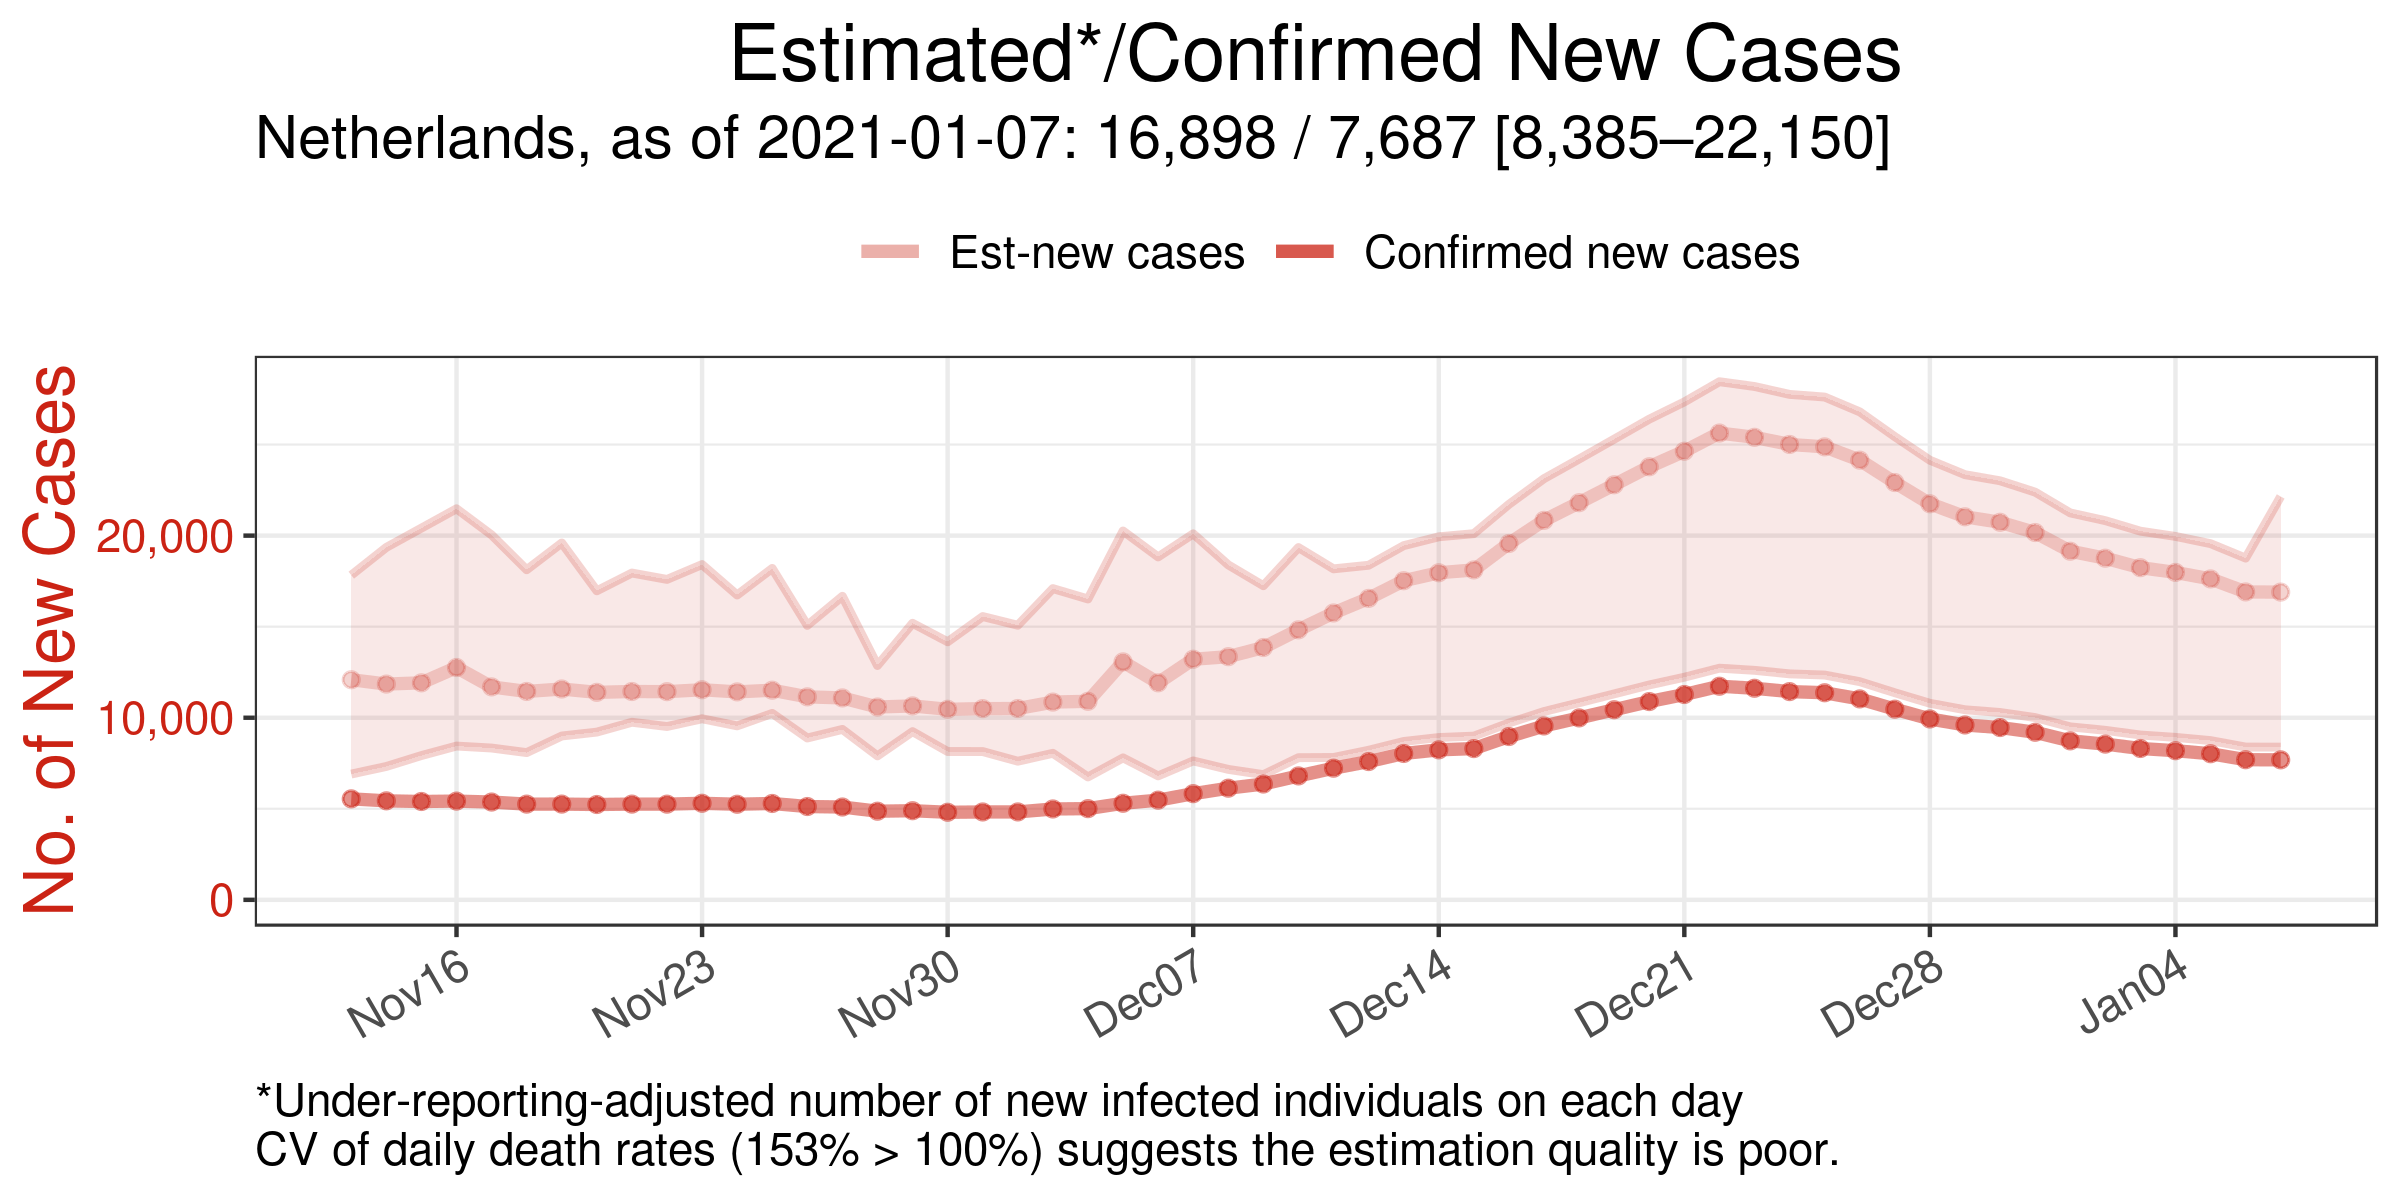 Estimated*/Confirmed New Cases
Netherlands, as of 2021-01-07: 16,898 / 7,687 [8,385–22,150]
Est-new cases
Confirmed new cases
No. of New Cases
20,000
10,000
0
Nov16
Nov23
Nov30
Dec07
Dec14
Dec21
Dec28
Jan04
*Under-reporting-adjusted number of new infected individuals on each day
CV of daily death rates (153% > 100%) suggests the estimation quality is poor.